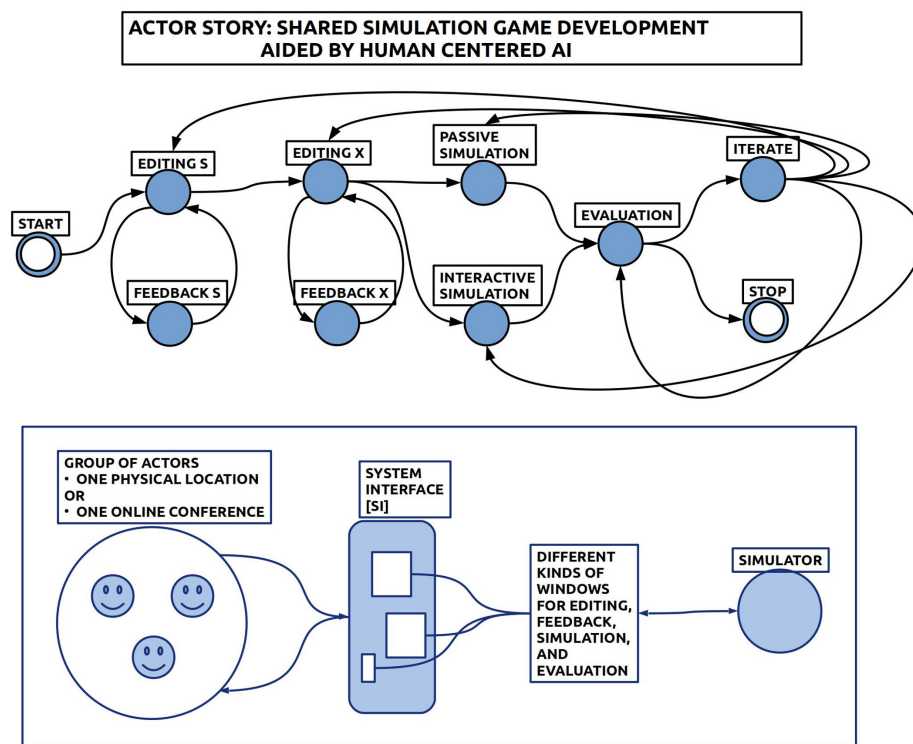 ACTOR STORY: SHARED SIMULATION GAME DEVELOPMENT
AIDED BY HUMAN CENTERED AI
EDITING S
EDITING X
PASSIVE
SIMULATION
ITERATE
START
EVALUATION
FEEDBACK S
FEEDBACK X
INTERACTIVE
SIMULATION
STOP
GROUP OF ACTORS
• ONE PHYSICAL LOCATION
OR
• ONE ONLINE CONFERENCE
SYSTEM
INTERFACE
[SI]
DIFFERENT
KINDS OF
WINDOWS
FOR EDITING,
FEEDBACK,
SIMULATION,
AND
EVALUATION
SIMULATOR